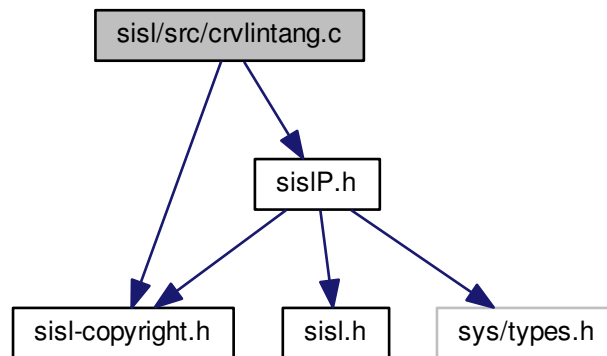 sisl/src/crvlintang.c
sislP.h
sisl-copyright.h
sisl.h
sys/types.h